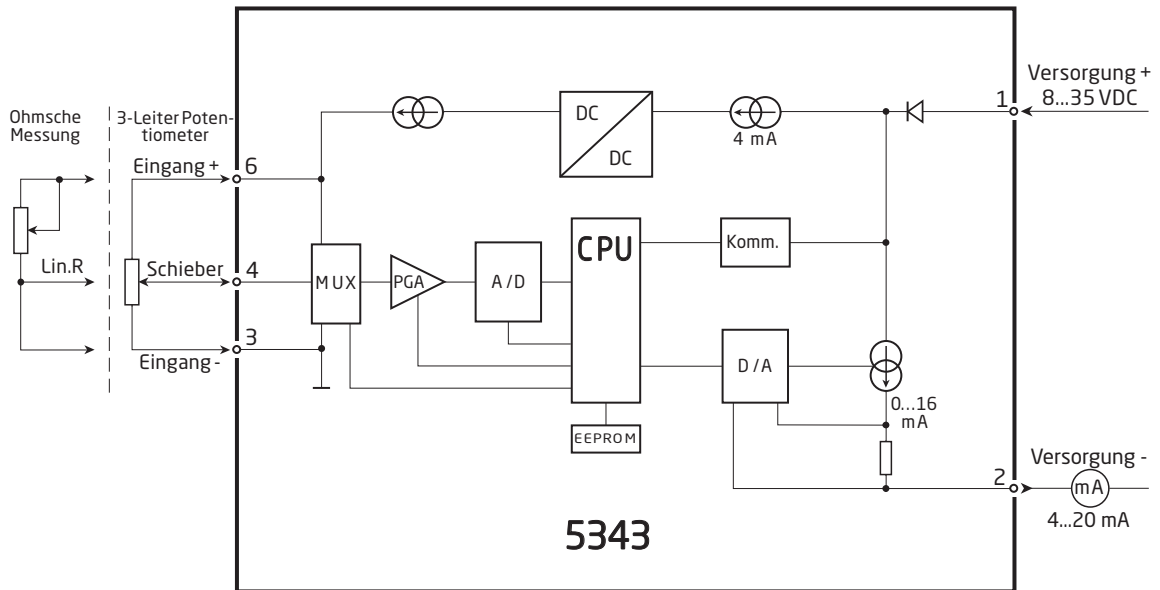 Versorgung +
8...35 VDC
1
Ohmsche
Messung
3-Leiter Poten-
tiometer
DC
DC
4 mA
Eingang +
6
CPU
Komm.
Lin.R
Schieber
4
MUX
PGA
A/D
3
Eingang -
D/A
0...16
mA
EEPROM
Versorgung -
2
mA
4...20 mA
5343